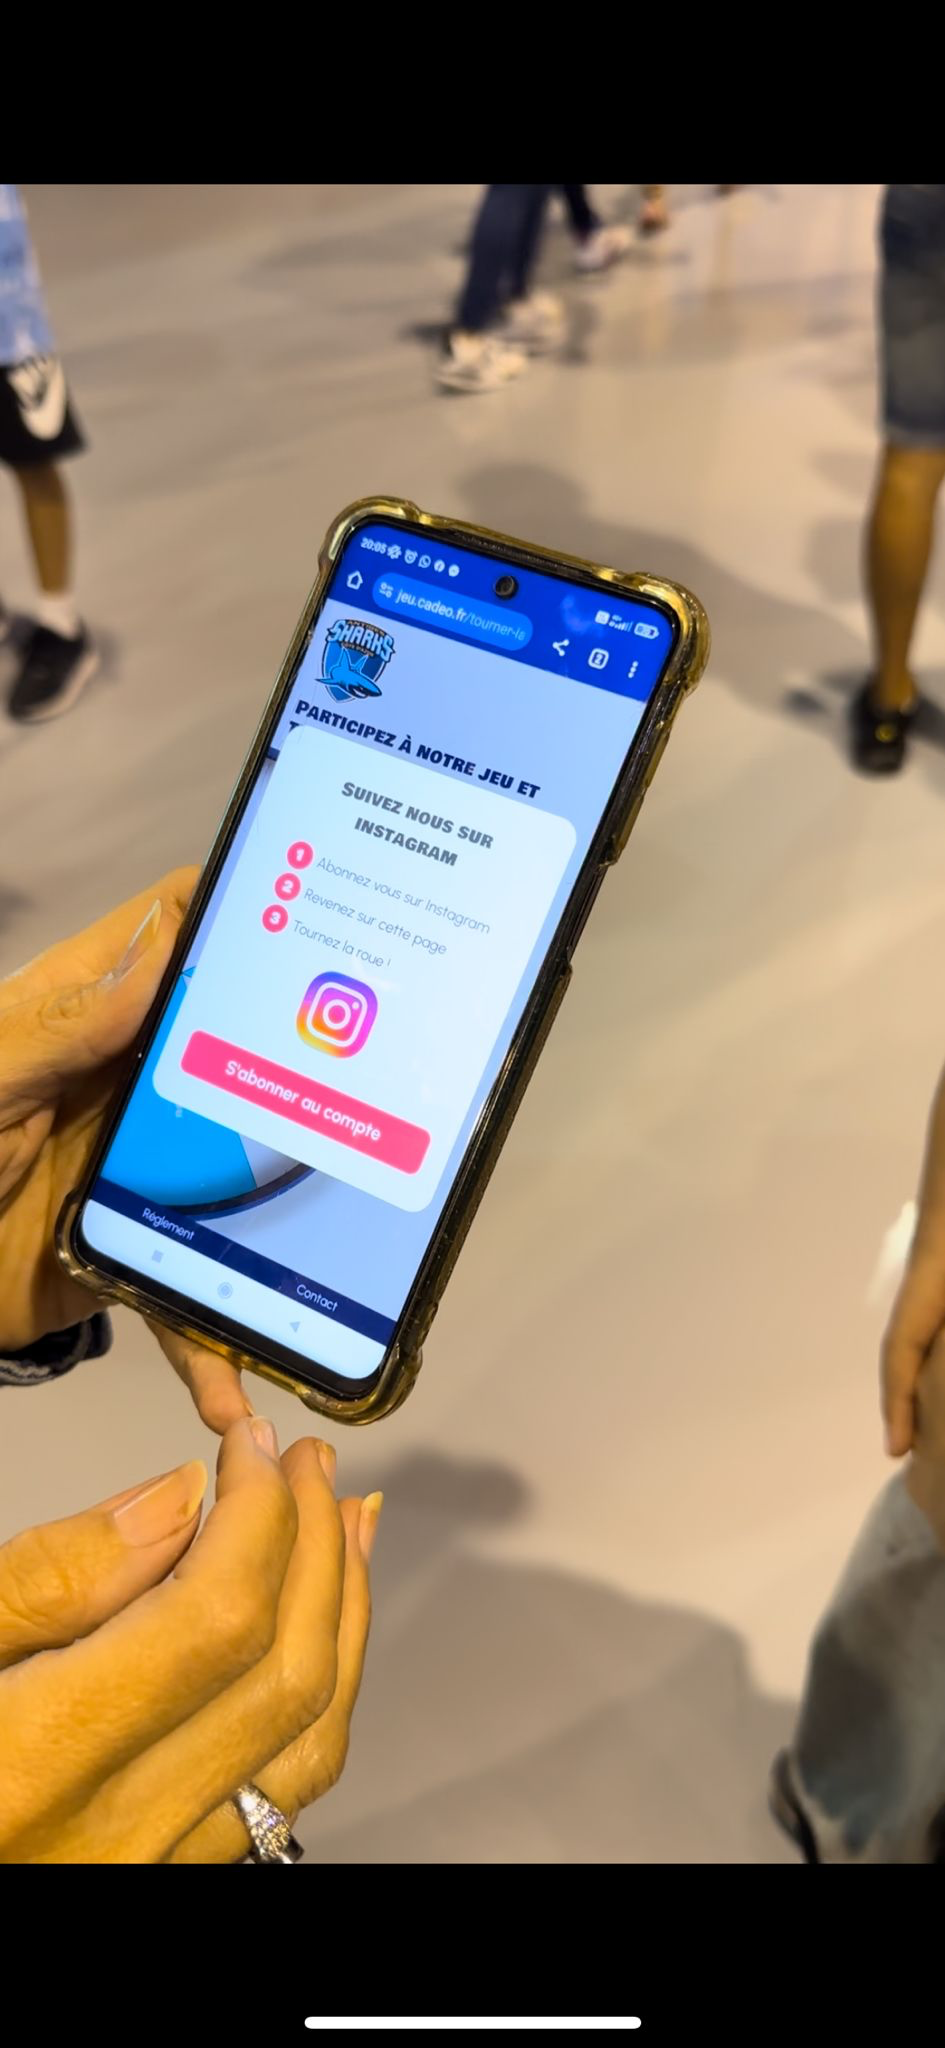 20:05
jeu.cadeo.fr/tourner-la
SHARKS
PARTICIPEZ À NOTRE JEU ET
SUIVEZ NOUS SUR
INSTAGRAM
1 Abonnez vous sur Instagram
2 Revenez sur cette page
3 Tournez la roue !
S'abonner au compte
Réglement
Contact